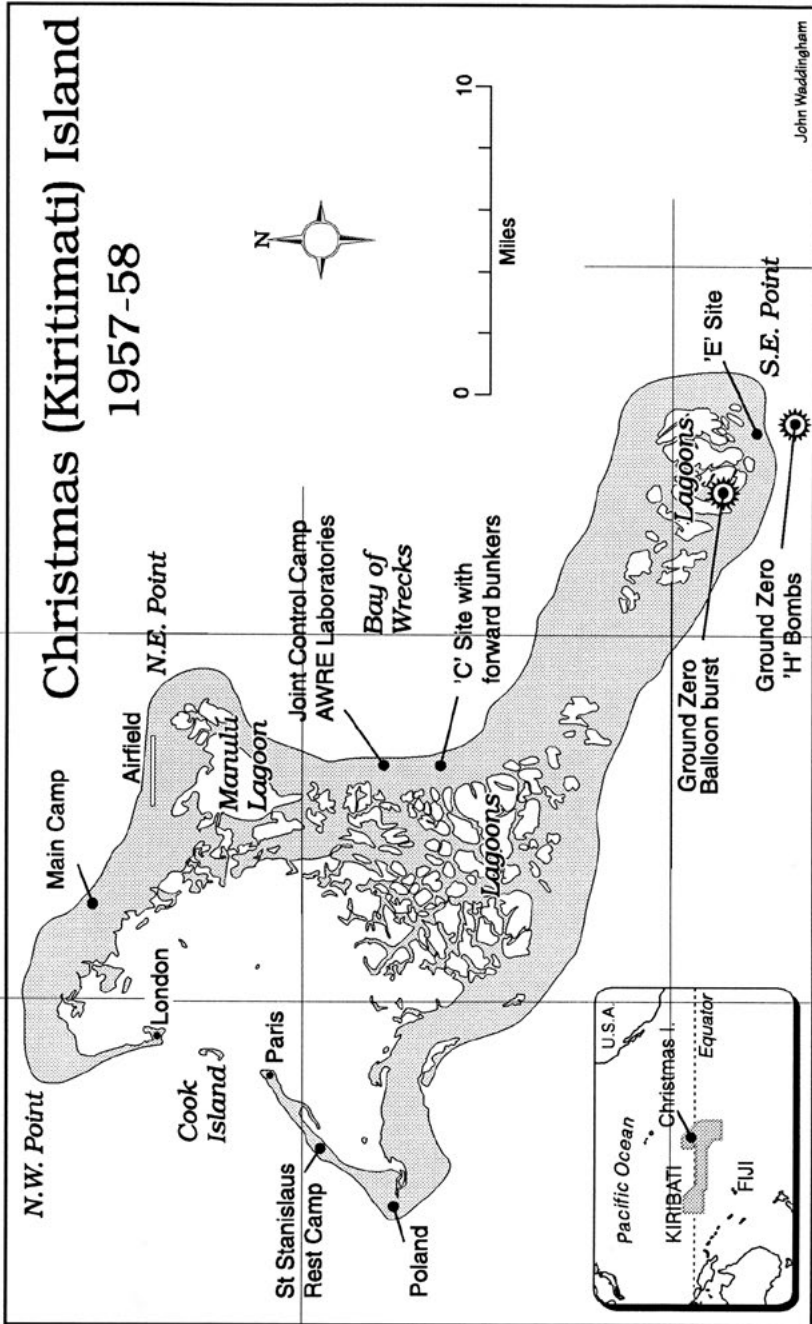 Christmas (Kiritimati) Island
1957-58
N.W. Point
Main Camp
Airfield
N.E. Point
N
London
Manulu
Lagoon
Cook
Island
Paris
Joint Control Camp
AWRE Laboratories
Bay of
Wrecks
St Stanislaus
Rest Camp
'C' Site with
forward bunkers
Poland
Lagoons
0
10
Miles
Lagoons
Ground Zero
Balloon burst
'E' Site
S.E. Point
Ground Zero
'H' Bombs
Pacific Ocean
U.S.A.
Christmas I.
KIRIBATI
Equator
FIJI
John Waddingham